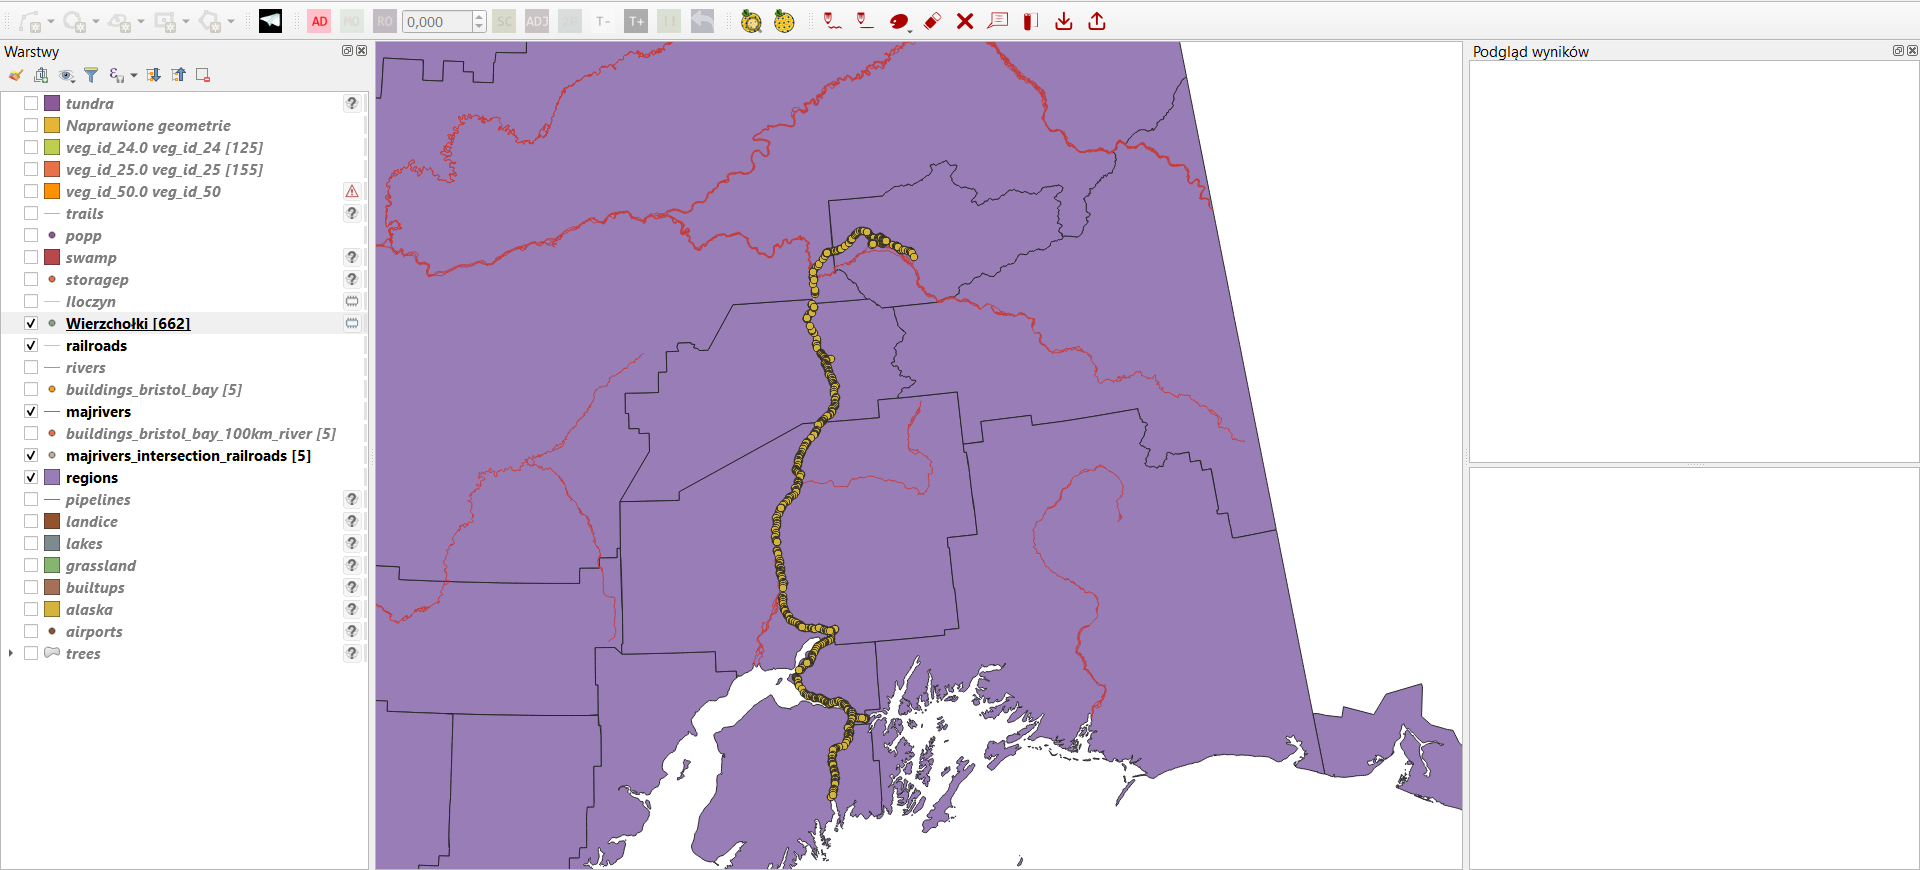 AD
MO
RO
0,000
SC
ADJ
T-
T+
Warstwy
Podgląd wyników
tundra
Naprawione geometrie
veg_id_24.0 veg_id_24 [125]
veg_id_25.0 veg_id_25 [155]
veg_id_50.0 veg_id_50
trails
popp
swamp
storagep
Iloczyn
Wierzchołki [662]
railroads
rivers
buildings_bristol_bay [5]
majrivers
buildings_bristol_bay_100km_river [5]
majrivers_intersection_railroads [5]
regions
pipelines
landice
lakes
grassland
builtups
alaska
airports
trees